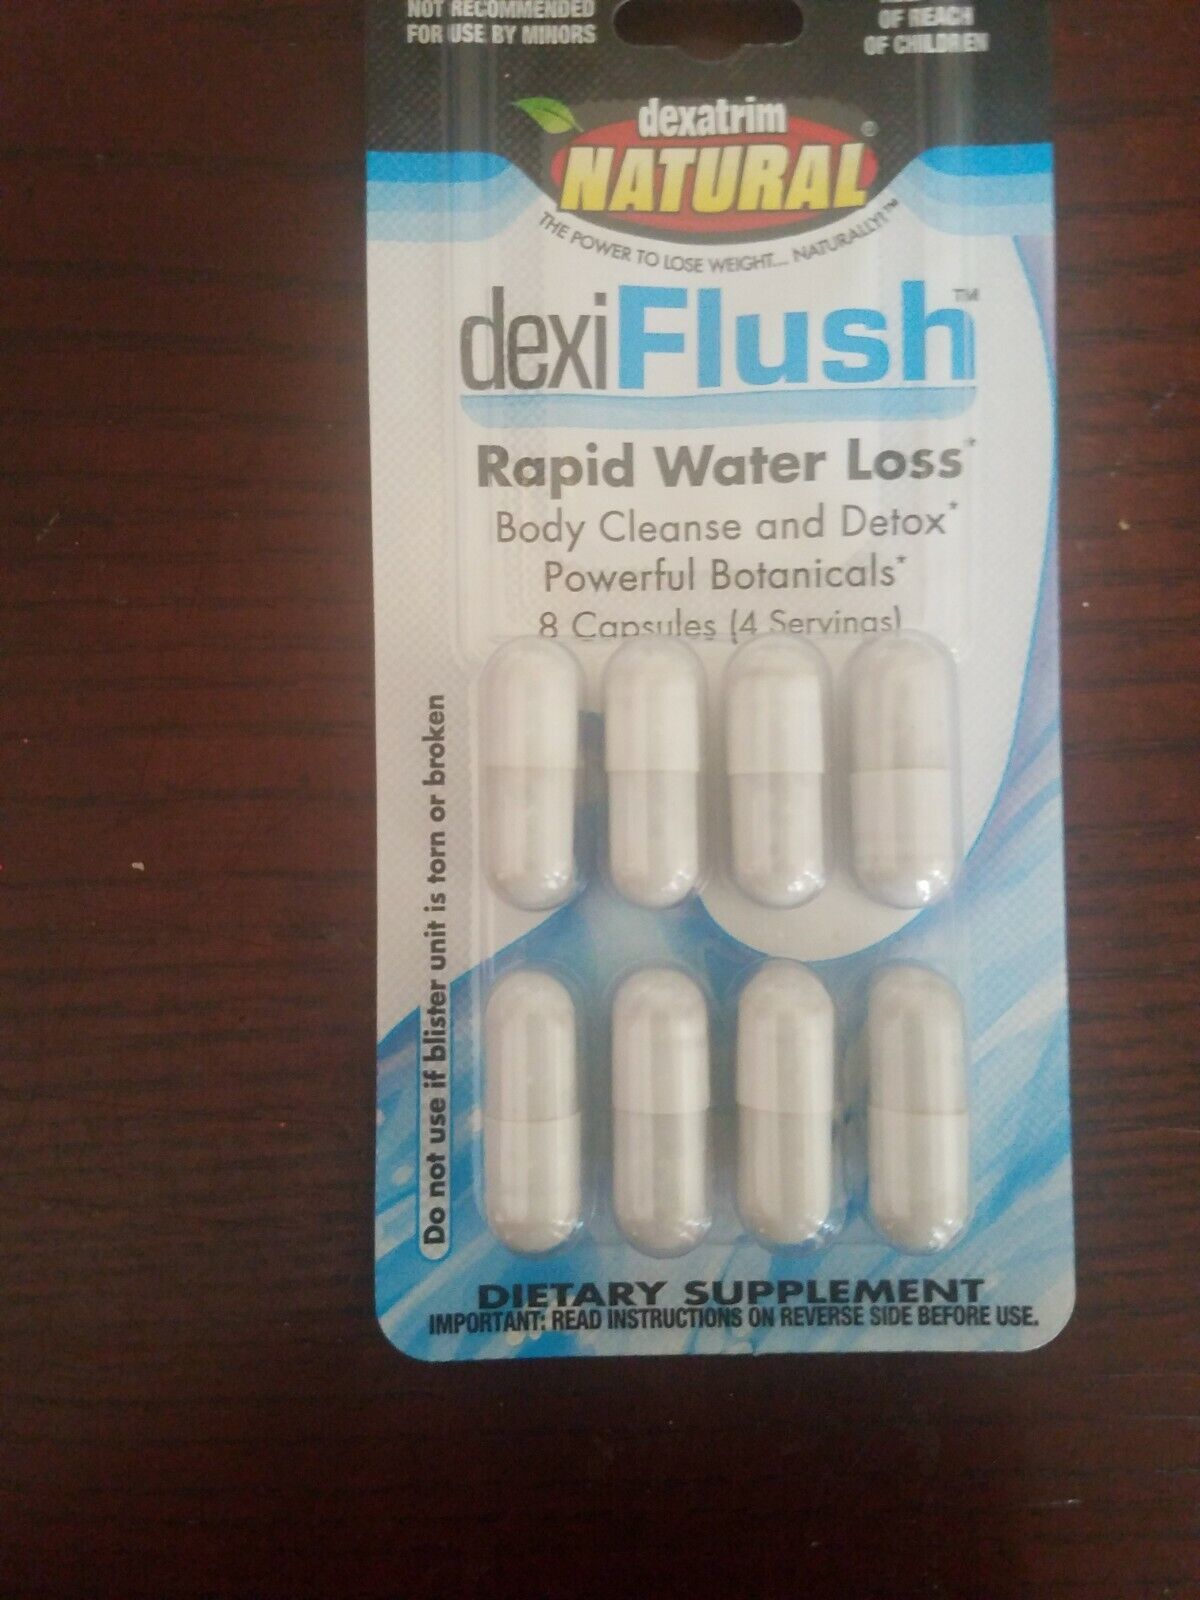 NOT RECOMMENDED
FOR USE BY MINORS
OF REACH
OF CHILDREN
dexatrim
NATURAL®
THE POWER TO LOSE WEIGHT... NATURALLY!™
dexiFlush™
Rapid Water Loss*
Body Cleanse and Detox*
Powerful Botanicals*
8 Capsules (4 Servings)
Do not use if blister unit is torn or broken
DIETARY SUPPLEMENT
IMPORTANT: READ INSTRUCTIONS ON REVERSE SIDE BEFORE USE.